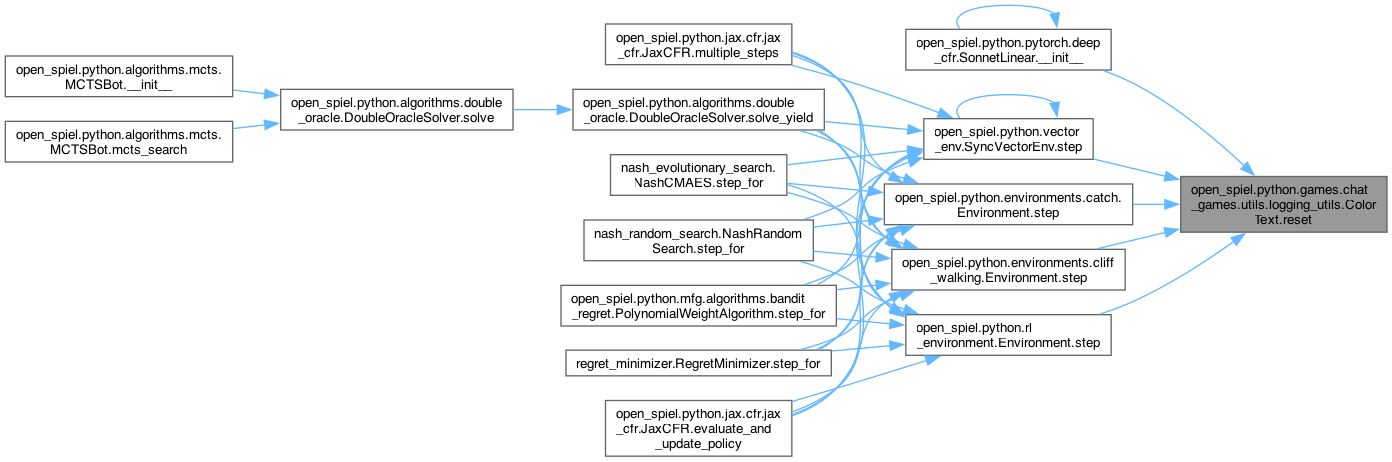 open_spiel.python.algorithms.mcts.
MCTSBot.__init__
open_spiel.python.algorithms.mcts.
MCTSBot.mcts_search
open_spiel.python.algorithms.double
_oracle.DoubleOracleSolver.solve
open_spiel.python.jax.cfr.jax
_cfr.JaxCFR.multiple_steps
open_spiel.python.algorithms.double
_oracle.DoubleOracleSolver.solve_yield
nash_evolutionary_search.
NashCMAES.step_for
nash_random_search.NashRandom
Search.step_for
open_spiel.python.mfg.algorithms.bandit
_regret.PolynomialWeightAlgorithm.step_for
regret_minimizer.RegretMinimizer.step_for
open_spiel.python.jax.cfr.jax
_cfr.JaxCFR.evaluate_and
_update_policy
open_spiel.python.pytorch.deep
_cfr.SonnetLinear.__init__
open_spiel.python.vector
_env.SyncVectorEnv.step
open_spiel.python.environments.catch.
Environment.step
open_spiel.python.environments.cliff
_walking.Environment.step
open_spiel.python.rl
_environment.Environment.step
open_spiel.python.games.chat
_games.utils.logging_utils.Color
Text.reset